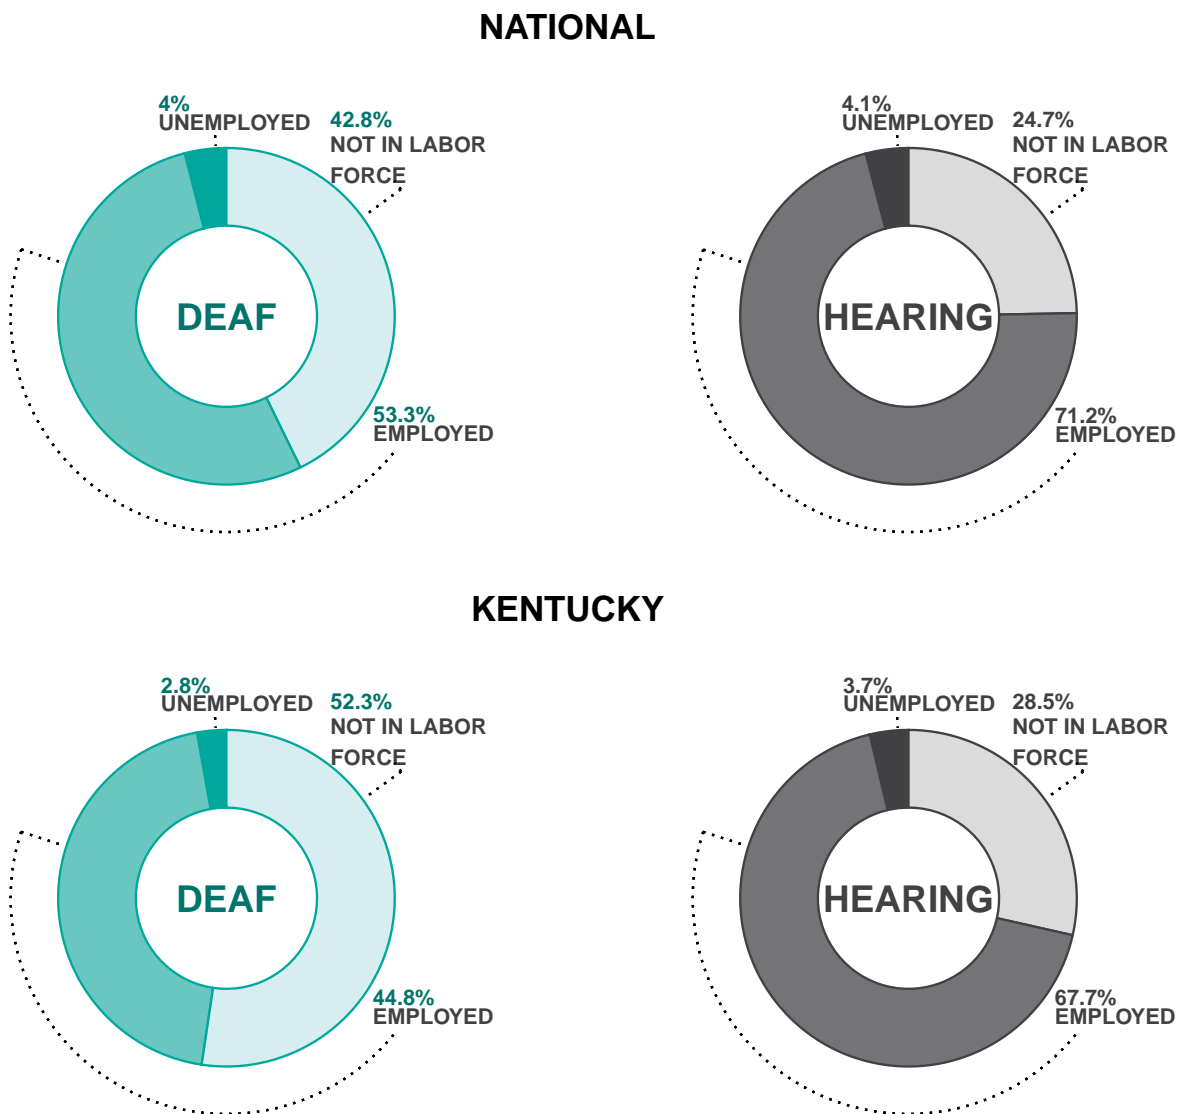 NATIONAL
4%
UNEMPLOYED
42.8%
NOT IN LABOR
FORCE
DEAF
53.3%
EMPLOYED
4.1%
UNEMPLOYED
24.7%
NOT IN LABOR
FORCE
HEARING
71.2%
EMPLOYED
KENTUCKY
2.8%
UNEMPLOYED
52.3%
NOT IN LABOR
FORCE
DEAF
44.8%
EMPLOYED
3.7%
UNEMPLOYED
28.5%
NOT IN LABOR
FORCE
HEARING
67.7%
EMPLOYED